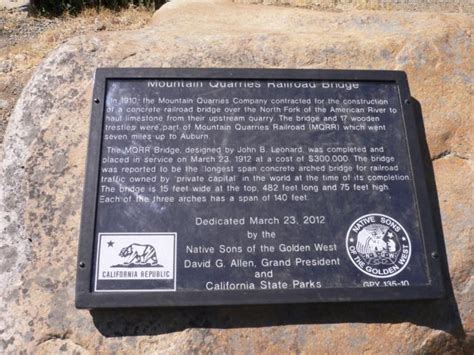 Mountain Quarries Railroad Bridge
In 1910, the Mountain Quarries Company contracted for the construction
of a concrete railroad bridge over the North Fork of the American River to
haul limestone from their upstream quarry. The bridge and 17 wooden
trestles were part of Mountain Quarries Railroad (MQRR) which went
seven miles up to Auburn.
The MQRR Bridge, designed by John B. Leonard, was completed and
placed in service on March 23, 1912 at a cost of $300,000. The bridge
was reported to be the 'longest span concrete arched bridge for railroad
traffic owned by 'private capital' in the world at the time of its completion.
The bridge is 15 feet wide at the top, 482 feet long and 75 feet high.
Each of the three arches has a span of 140 feet.
Dedicated March 23, 2012
by the
Native Sons of the Golden West
David G. Allen, Grand President
and
California State Parks
CALIFORNIA REPUBLIC
NATIVE SONS
OF THE GOLDEN WEST
GPY 135-10